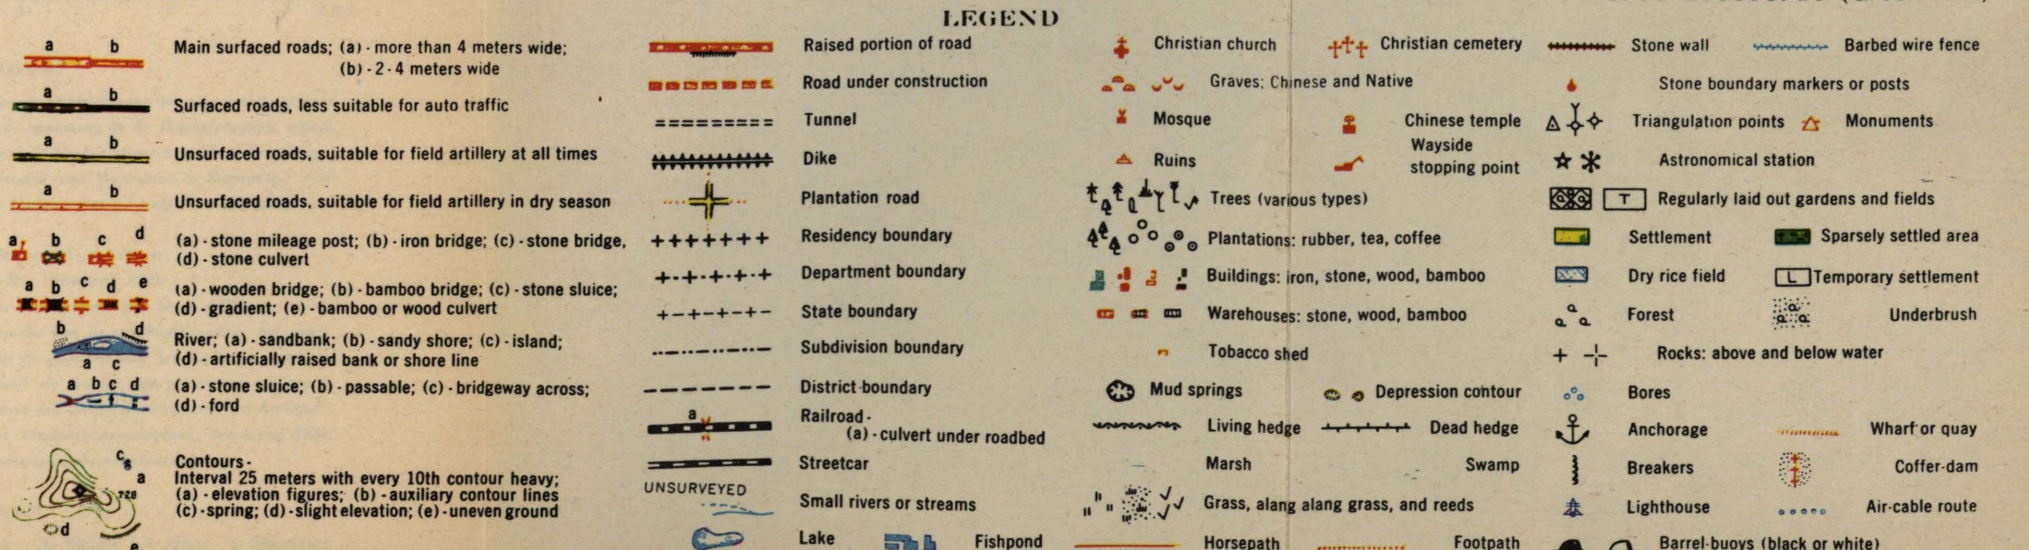 LEGEND
a b
Main surfaced roads; (a) - more than 4 meters wide;
(b) - 2 - 4 meters wide
a b
Surfaced roads, less suitable for auto traffic
a b
Unsurfaced roads, suitable for field artillery at all times
a b
Unsurfaced roads, suitable for field artillery in dry season
a b c d
(a) - stone mileage post; (b) - iron bridge; (c) - stone bridge,
(d) - stone culvert
a b c d e
(a) - wooden bridge; (b) - bamboo bridge; (c) - stone sluice;
(d) - gradient; (e) - bamboo or wood culvert
b d
River; (a) - sandbank; (b) - sandy shore; (c) - island;
(d) - artificially raised bank or shore line
a c
a b c d
(a) - stone sluice; (b) - passable; (c) - bridgeway across;
(d) - ford
c
a
728
d
e
Contours -
Interval 25 meters with every 10th contour heavy;
(a) - elevation figures; (b) - auxiliary contour lines
(c) - spring; (d) - slight elevation; (e) - uneven ground
Raised portion of road
Road under construction
Tunnel
Dike
Plantation road
Residency boundary
Department boundary
State boundary
Subdivision boundary
District boundary
a
Railroad -
(a) - culvert under roadbed
Streetcar
UNSURVEYED
Small rivers or streams
Lake
Fishpond
Christian church
Christian cemetery
Graves: Chinese and Native
Mosque
Chinese temple
Ruins
Wayside
stopping point
Trees (various types)
Plantations: rubber, tea, coffee
Buildings: iron, stone, wood, bamboo
Warehouses: stone, wood, bamboo
Tobacco shed
Mud springs
Depression contour
Living hedge
Dead hedge
Marsh
Swamp
Grass, alang alang grass, and reeds
Horsepath
Footpath
Stone wall
Barbed wire fence
Stone boundary markers or posts
Triangulation points
Monuments
Astronomical station
T
Regularly laid out gardens and fields
Settlement
Sparsely settled area
Dry rice field
L
Temporary settlement
Forest
Underbrush
Rocks: above and below water
Bores
Anchorage
Wharf or quay
Breakers
Coffer-dam
Lighthouse
Air-cable route
Barrel-buoys (black or white)